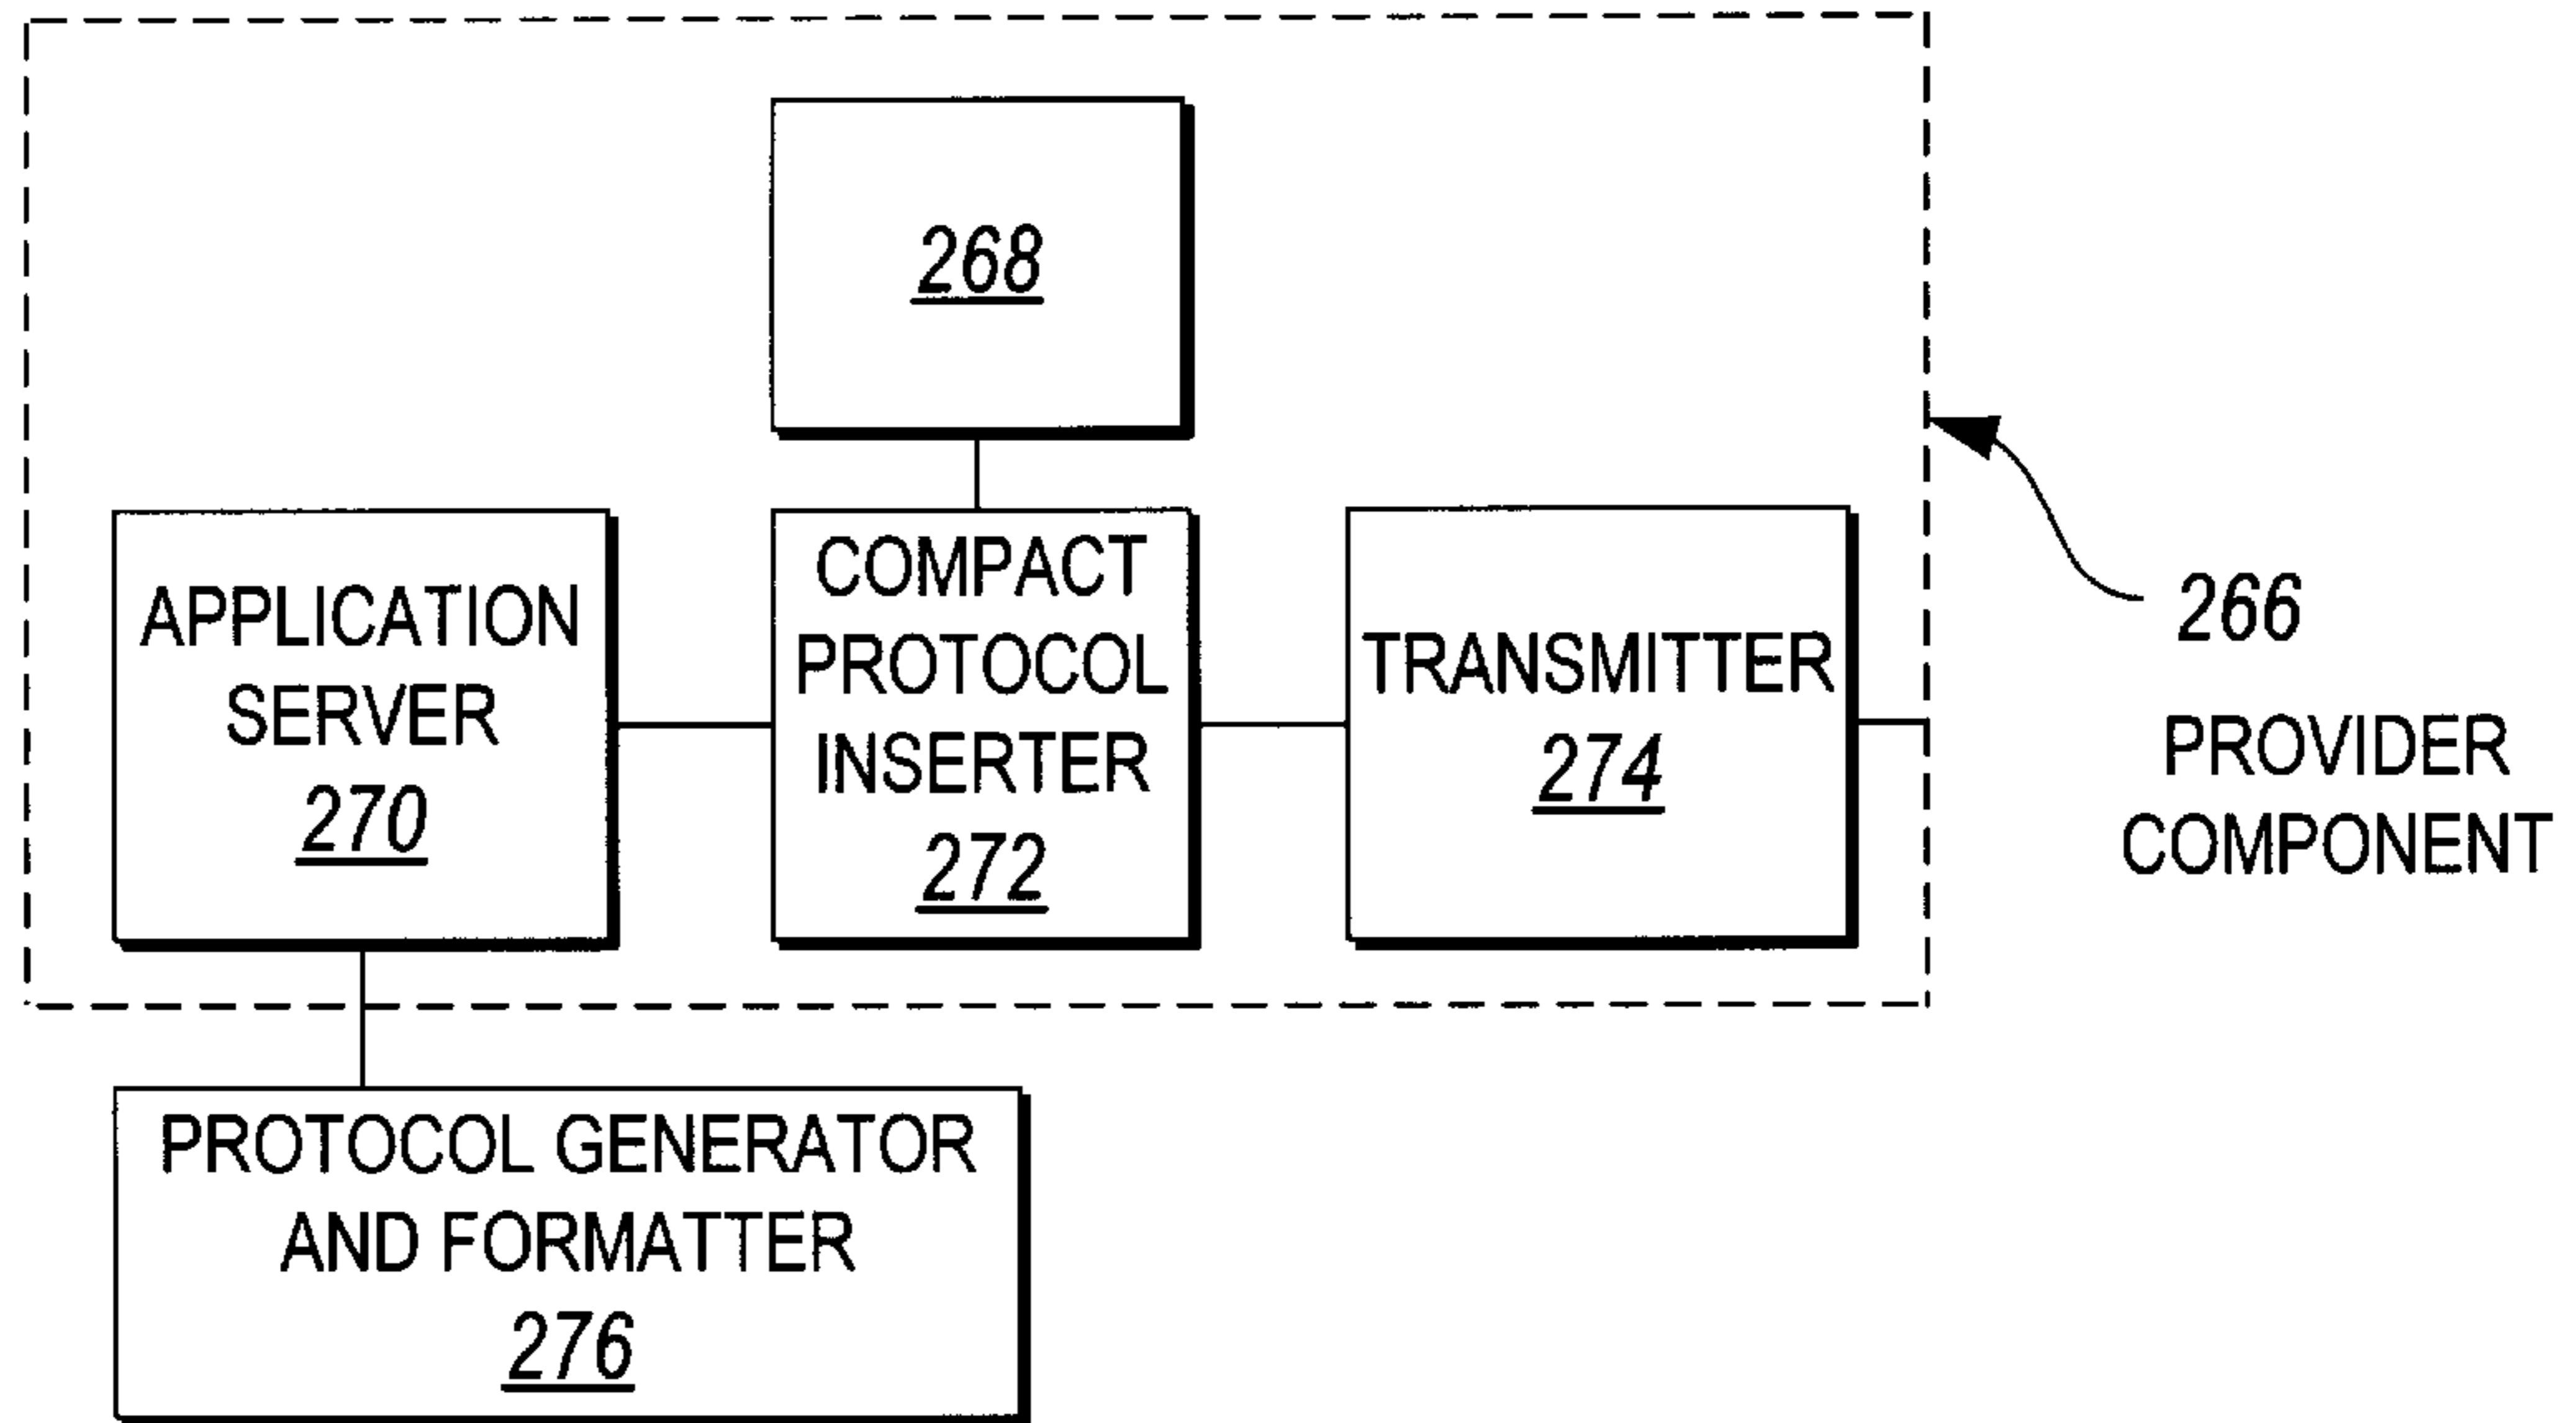 268
APPLICATION
SERVER
270
COMPACT
PROTOCOL
INSERTER
272
TRANSMITTER
274
266
PROVIDER
COMPONENT
PROTOCOL GENERATOR
AND FORMATTER
276